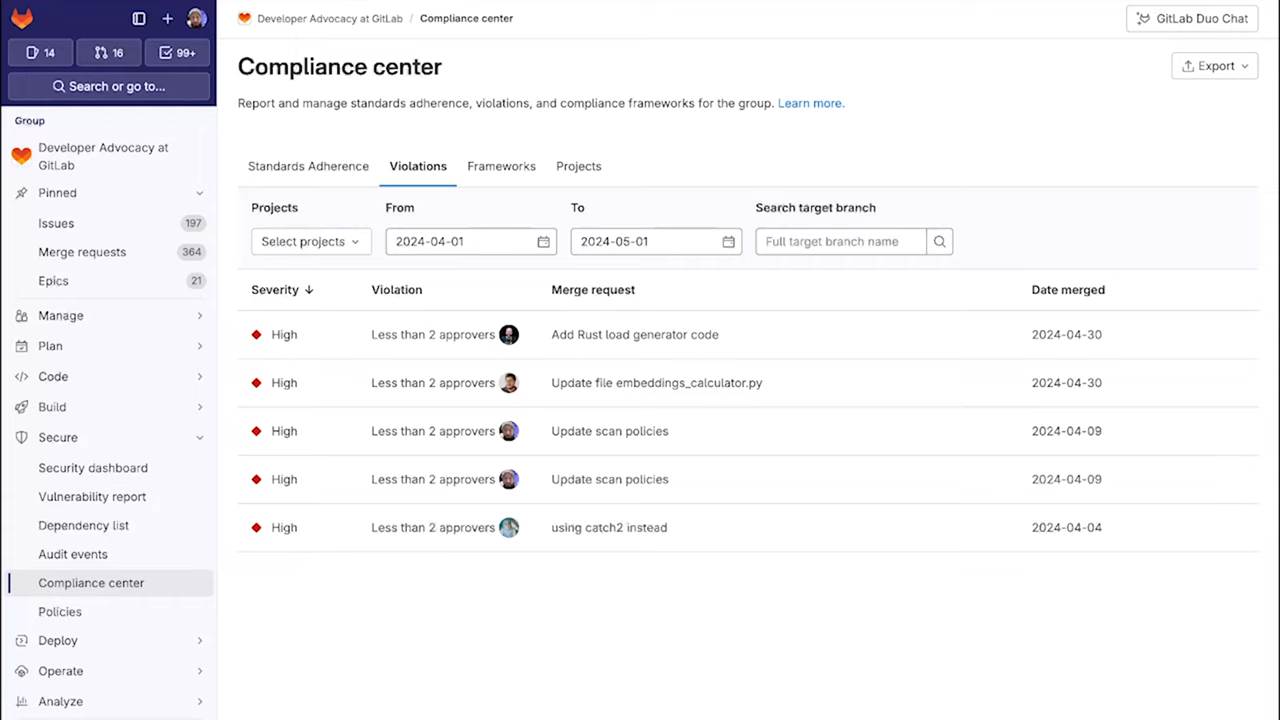 Developer Advocacy at GitLab / Compliance center
GitLab Duo Chat
14
16
99+
Search or go to...
Group
Developer Advocacy at
GitLab
Pinned
Issues 197
Merge requests 364
Epics 21
Manage
Plan
Code
Build
Secure
Security dashboard
Vulnerability report
Dependency list
Audit events
Compliance center
Policies
Deploy
Operate
Analyze
Compliance center
Export
Report and manage standards adherence, violations, and compliance frameworks for the group. Learn more.
Standards Adherence Violations Frameworks Projects
Projects From To Search target branch
Select projects 2024-04-01 2024-05-01 Full target branch name
Severity Violation Merge request Date merged
High Less than 2 approvers Add Rust load generator code 2024-04-30
High Less than 2 approvers Update file embeddings_calculator.py 2024-04-30
High Less than 2 approvers Update scan policies 2024-04-09
High Less than 2 approvers Update scan policies 2024-04-09
High Less than 2 approvers using catch2 instead 2024-04-04